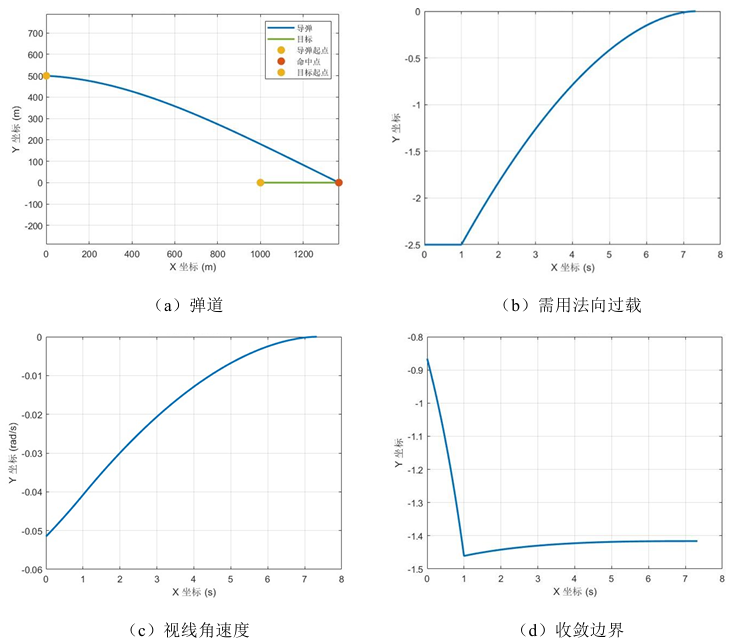 700
600
500
400
300
200
100
0
-100
-200
0 200 400 600 800 1000 1200
Y 坐标 (m)
X 坐标 (m)
导弹
目标
导弹起点
命中点
目标起点
(a)弹道
0
-0.5
-1
-1.5
-2
-2.5
0 1 2 3 4 5 6 7 8
Y 坐标
X 坐标 (s)
(b)需用法向过载
0
-0.01
-0.02
-0.03
-0.04
-0.05
-0.06
0 1 2 3 4 5 6 7 8
Y 坐标 (rad/s)
X 坐标 (s)
(c)视线角速度
-0.8
-0.9
-1
-1.1
-1.2
-1.3
-1.4
-1.5
0 1 2 3 4 5 6 7 8
Y 坐标
X 坐标 (s)
(d)收敛边界